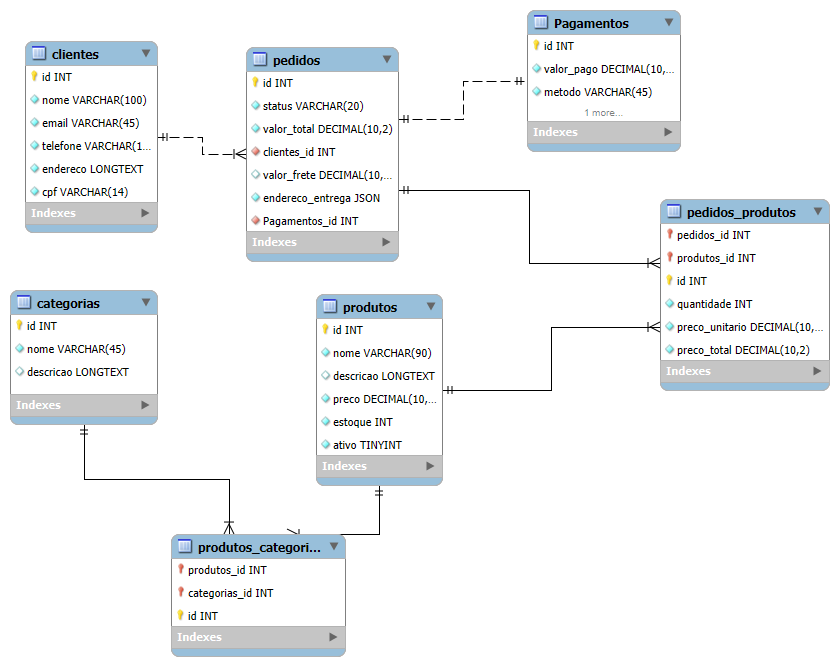 clientes
id INT
nome VARCHAR(100)
email VARCHAR(45)
telefone VARCHAR(1...
endereco LONGTEXT
cpf VARCHAR(14)
Indexes
pedidos
id INT
status VARCHAR(20)
valor_total DECIMAL(10,2)
clientes_id INT
valor_frete DECIMAL(10,...
endereco_entrega JSON
Pagamentos_id INT
Indexes
Pagamentos
id INT
valor_pago DECIMAL(10,...
metodo VARCHAR(45)
1 more...
Indexes
pedidos_produtos
pedidos_id INT
produtos_id INT
id INT
quantidade INT
preco_unitario DECIMAL(10,...
preco_total DECIMAL(10,2)
Indexes
categorias
id INT
nome VARCHAR(45)
descricao LONGTEXT
Indexes
produtos
id INT
nome VARCHAR(90)
descricao LONGTEXT
preco DECIMAL(10,...
estoque INT
ativo TINYINT
Indexes
produtos_categori...
produtos_id INT
categorias_id INT
id INT
Indexes